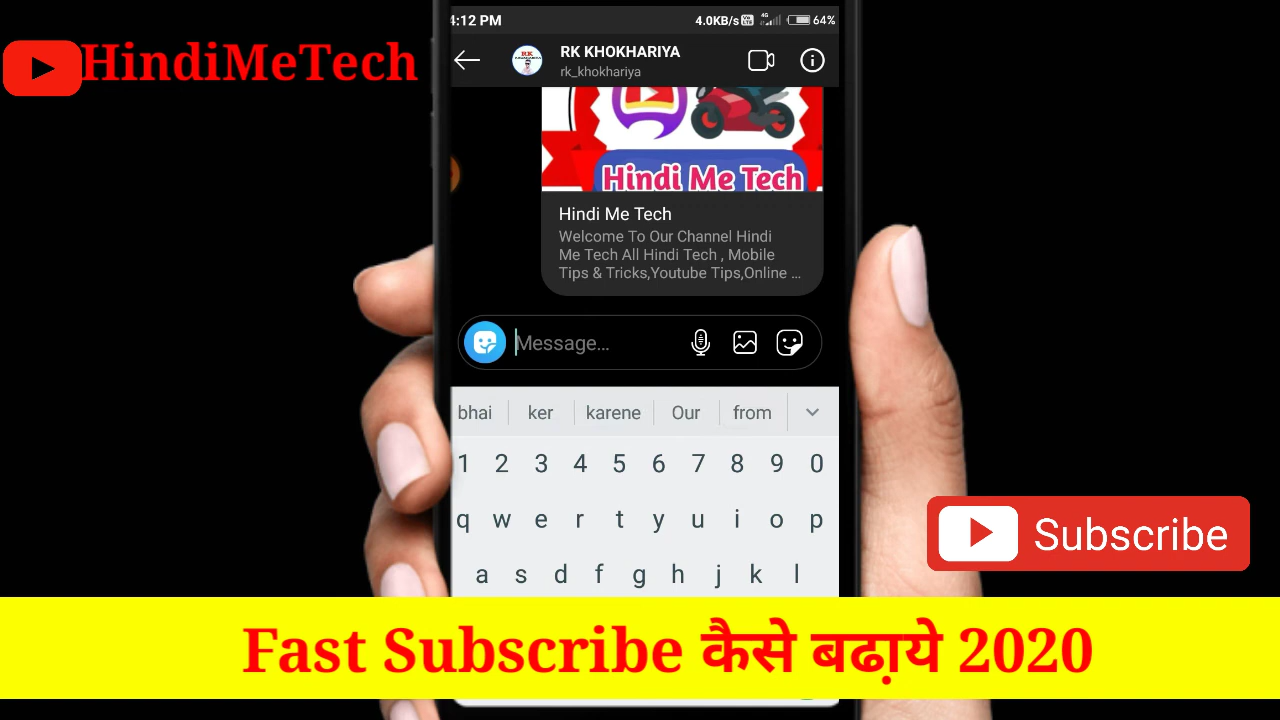 4:12 PM
4.0KB/s
4G
64%
HindiMeTech
RK KHOKHARIYA
rk_khokhariya
RK
Hindi Me Tech
Hindi Me Tech
Welcome To Our Channel Hindi
Me Tech All Hindi Tech , Mobile
Tips & Tricks,Youtube Tips,Online ...
Message...
bhai ker karene Our from
1 2 3 4 5 6 7 8 9 0
q w e r t y u i o p
a s d f g h j k l
Subscribe
Fast Subscribe कैसे बढा़ये 2020